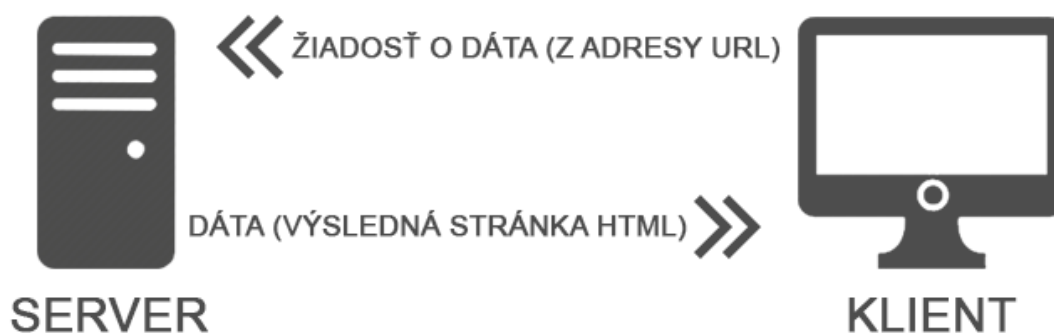 ŽIADOSŤ O DÁTA (Z ADRESY URL)
DÁTA (VÝSLEDNÁ STRÁNKA HTML)
SERVER
KLIENT